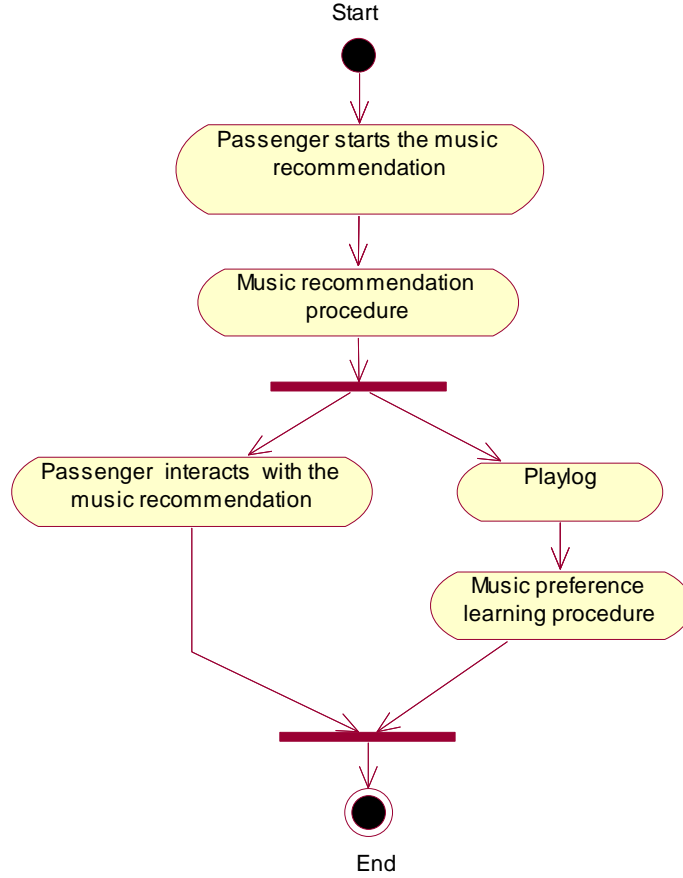 Start
Passenger starts the music
recommendation
Music recommendation
procedure
Passenger interacts with the
music recommendation
Playlog
Music preference
learning procedure
End